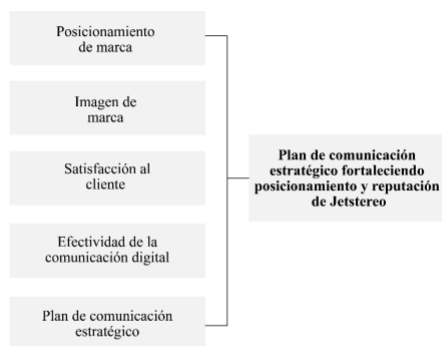 Posicionamiento
de marca
Imagen de
marca
Satisfacción al
cliente
Efectividad de la
comunicación digital
Plan de comunicación
estratégico
Plan de comunicación
estratégico fortaleciendo
posicionamiento y reputación
de Jetstereo